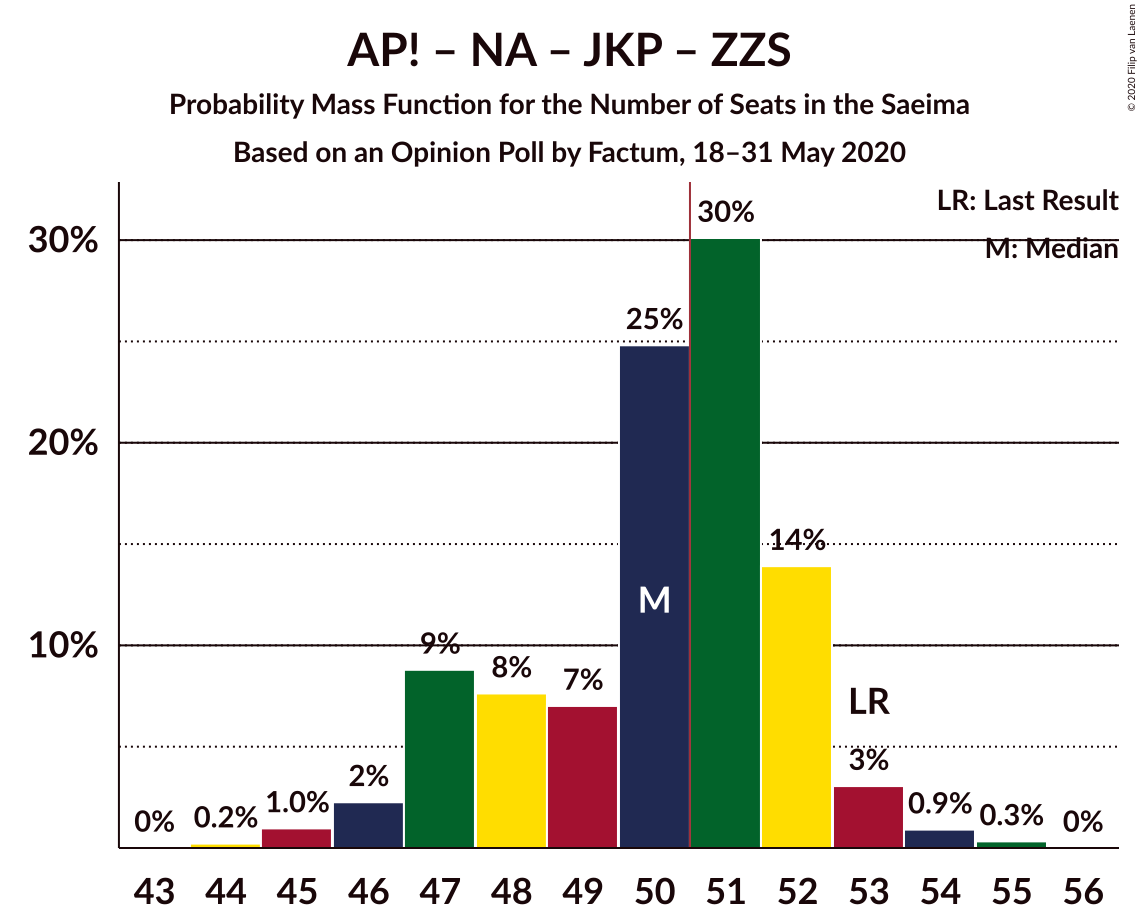 AP! – NA – JKP – ZZS
Probability Mass Function for the Number of Seats in the Saeima
Based on an Opinion Poll by Factum, 18–31 May 2020
© 2020 Filip van Laenen
LR: Last Result
M: Median
30%
20%
10%
0%
0.2%
1.0%
2%
9%
8%
7%
25%
30%
14%
3%
0.9%
0.3%
0%
M
LR
43 44 45 46 47 48 49 50 51 52 53 54 55 56